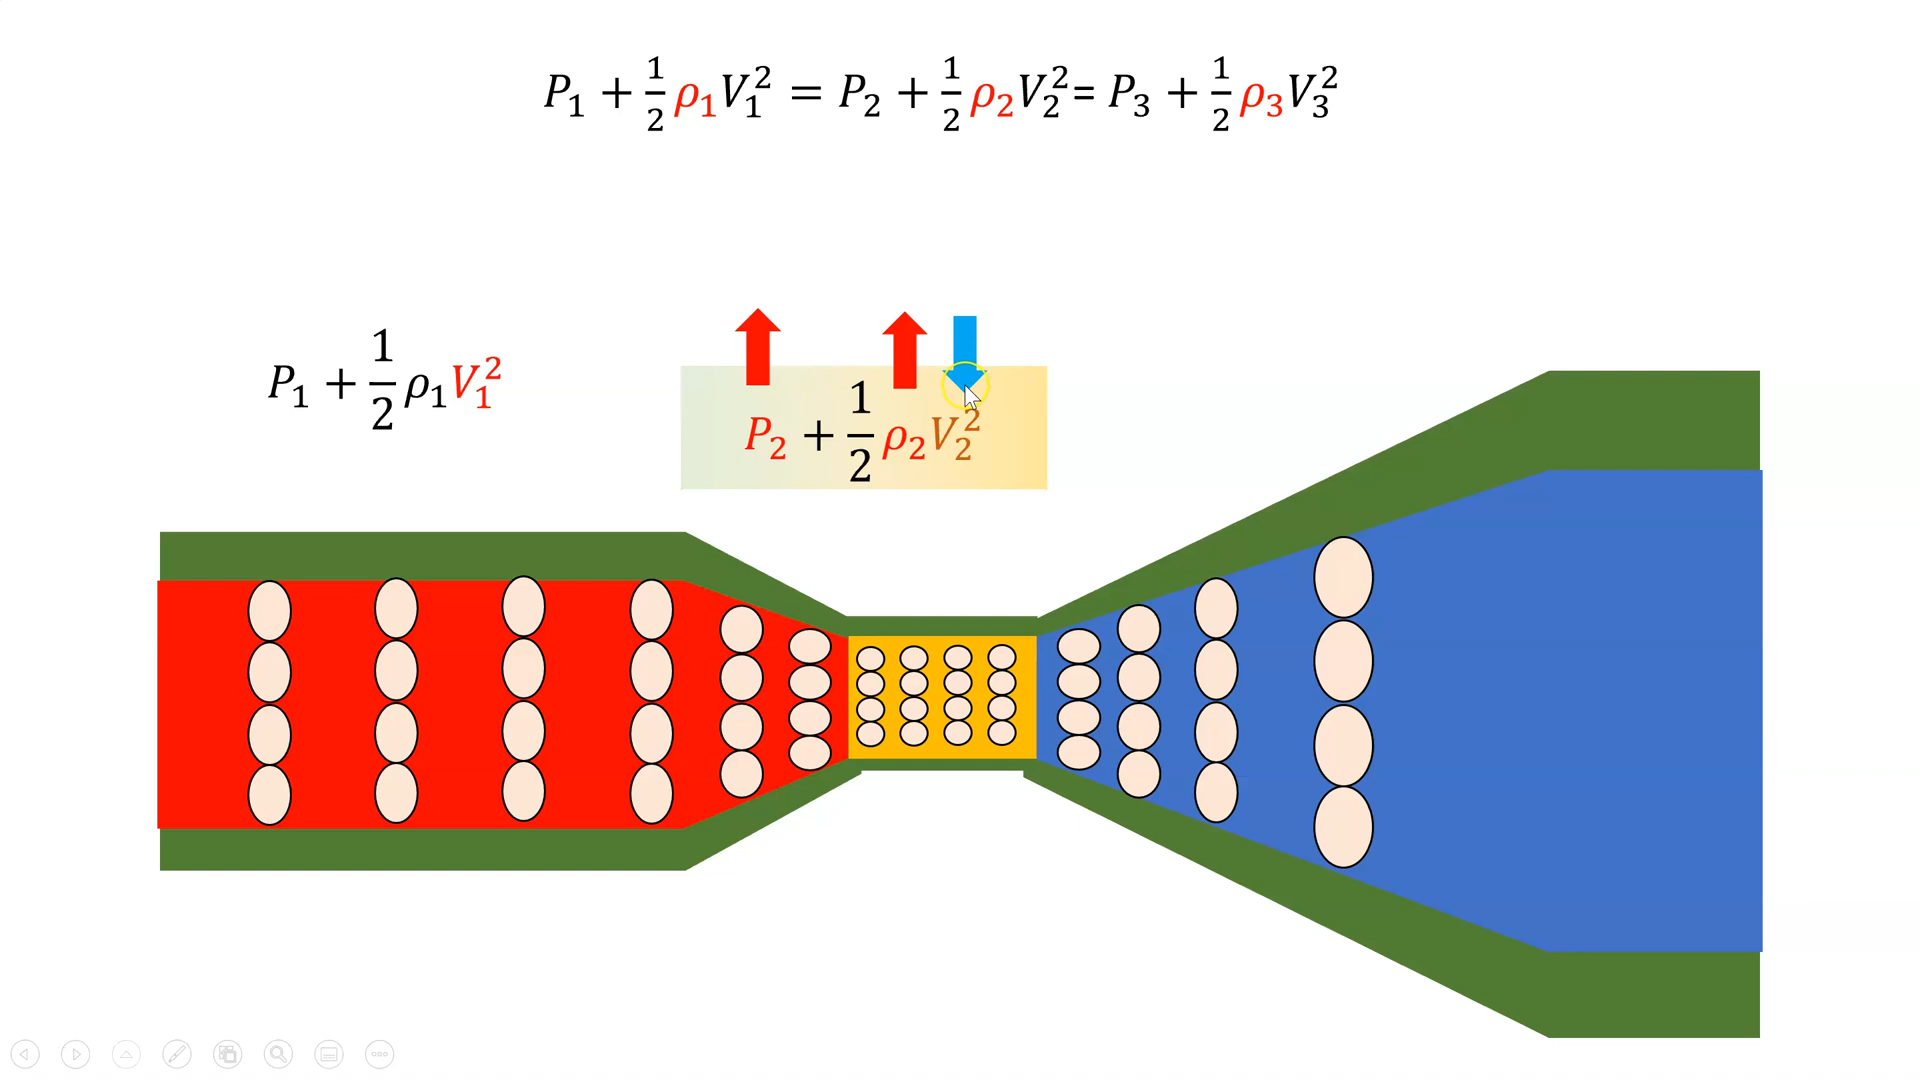 P₁ + ½ρ₁V₁² = P₂ + ½ρ₂V₂² = P₃ + ½ρ₃V₃²
P₁ + ½ρ₁V₁²
P₂ + ½ρ₂V₂²